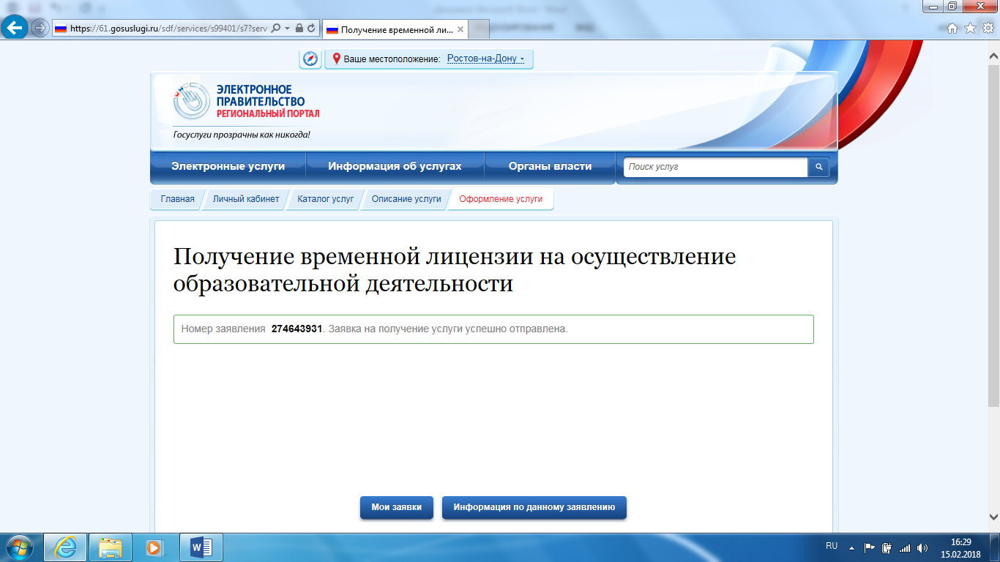 https://61.gosuslugi.ru/sdf/services/s99401/s7?serv
Получение временной ли...
Ваше местоположение: Ростов-на-Дону
ЭЛЕКТРОННОЕ
ПРАВИТЕЛЬСТВО
РЕГИОНАЛЬНЫЙ ПОРТАЛ
Госуслуги прозрачны как никогда!
Электронные услуги
Информация об услугах
Органы власти
Поиск услуг
Главная
Личный кабинет
Каталог услуг
Описание услуги
Оформление услуги
Получение временной лицензии на осуществление
образовательной деятельности
Номер заявления 274643931. Заявка на получение услуги успешно отправлена.
Мои заявки
Информация по данному заявлению
RU
16:29
15.02.2018